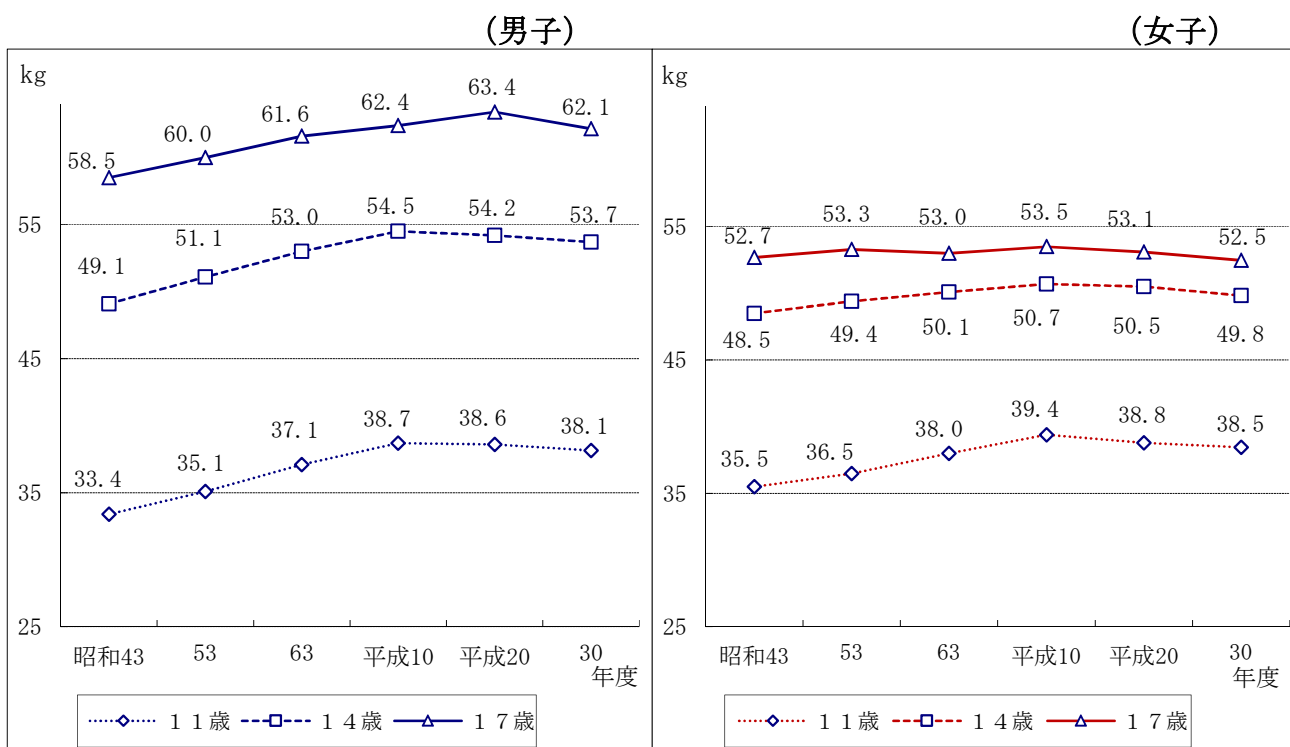 (男子)
kg
58.5 60.0 61.6 62.4 63.4 62.1
49.1 51.1 53.0 54.5 54.2 53.7
33.4 35.1 37.1 38.7 38.6 38.1
55
45
35
25
昭和43 53 63 平成10 平成20 30
年度
１１歳 １４歳 １７歳
(女子)
kg
52.7 53.3 53.0 53.5 53.1 52.5
48.5 49.4 50.1 50.7 50.5 49.8
35.5 36.5 38.0 39.4 38.8 38.5
55
45
35
25
昭和43 53 63 平成10 平成20 30
年度
１１歳 １４歳 １７歳